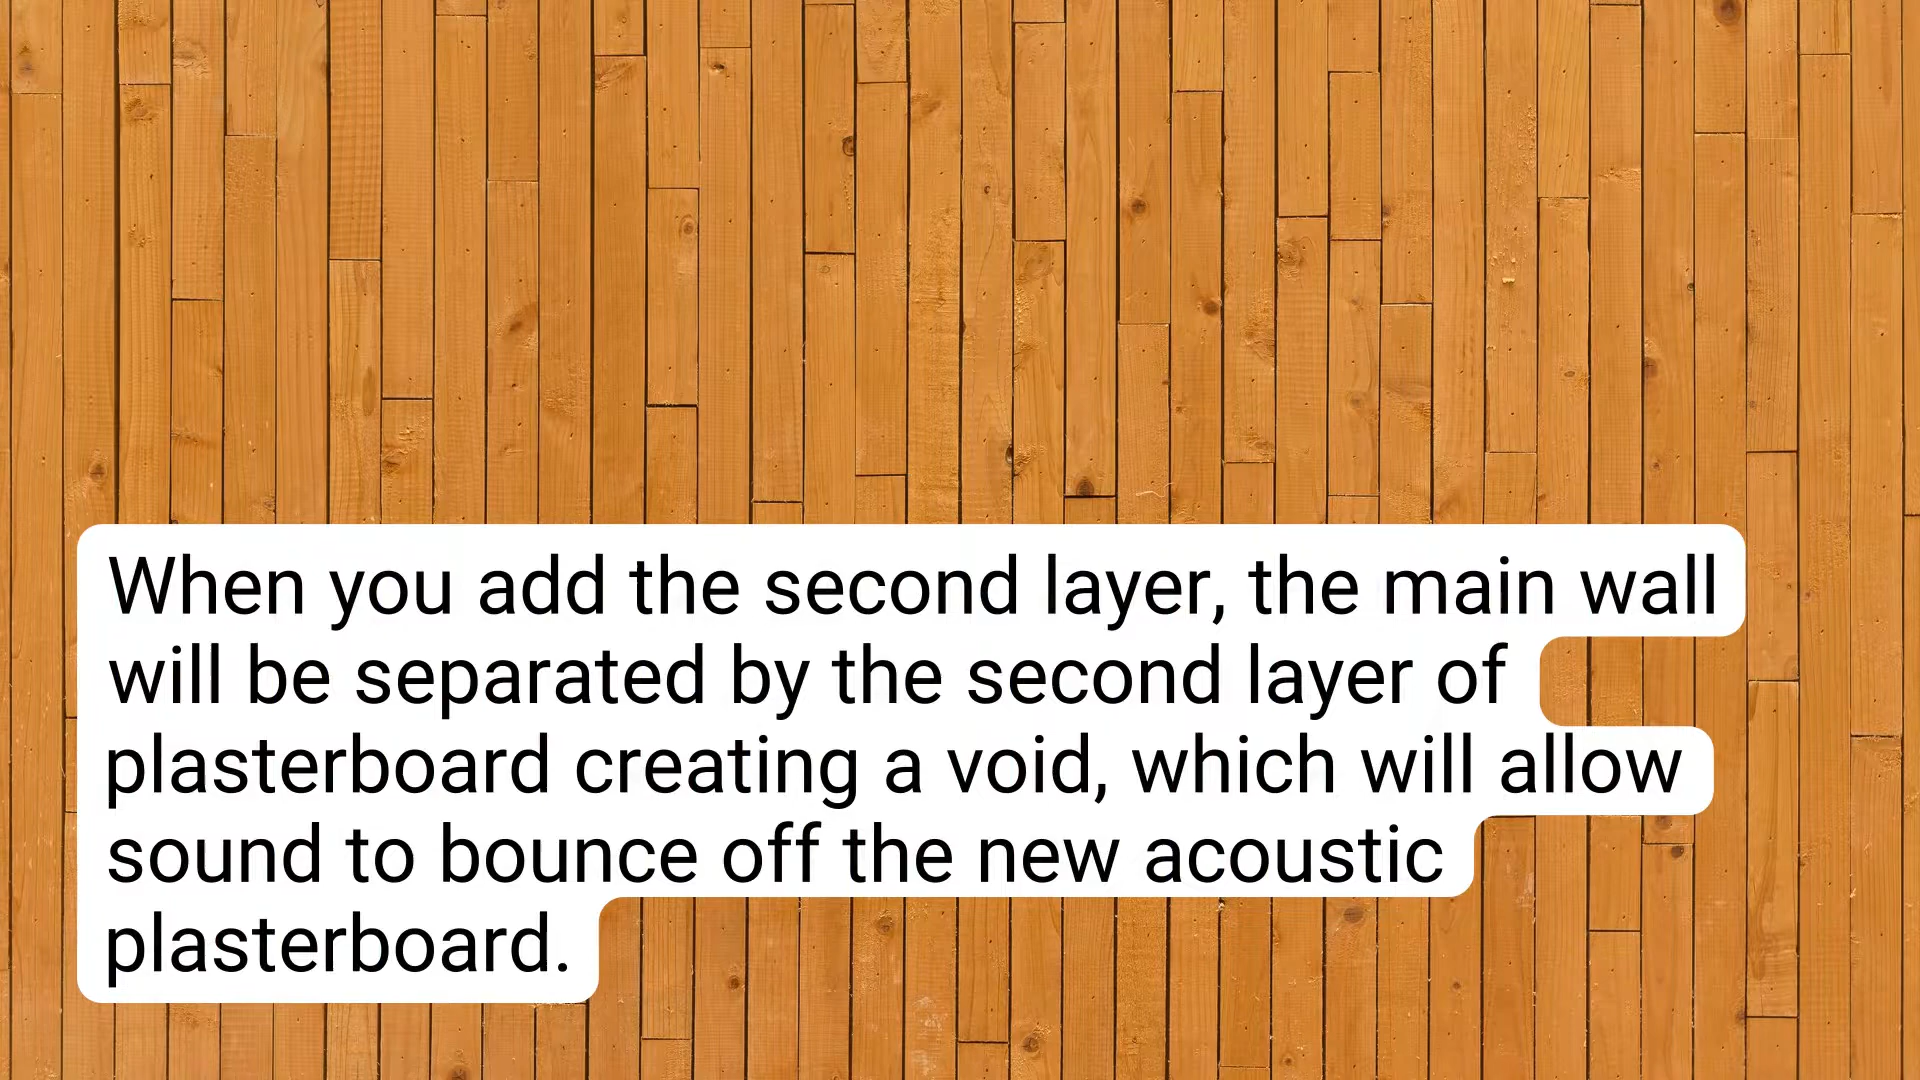 When you add the second layer, the main wall
will be separated by the second layer of
plasterboard creating a void, which will allow
sound to bounce off the new acoustic
plasterboard.